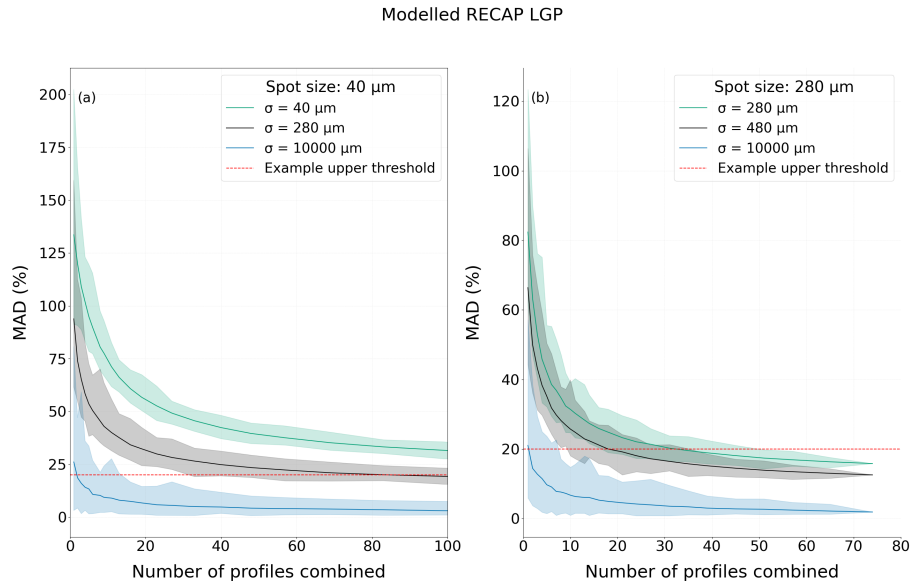 Modelled RECAP LGP
(a)
Spot size: 40 μm
σ = 40 μm
σ = 280 μm
σ = 10000 μm
Example upper threshold
MAD (%)
200
175
150
125
100
75
50
25
0
0 20 40 60 80 100
Number of profiles combined
(b)
Spot size: 280 μm
σ = 280 μm
σ = 480 μm
σ = 10000 μm
Example upper threshold
MAD (%)
120
100
80
60
40
20
0
0 10 20 30 40 50 60 70 80
Number of profiles combined